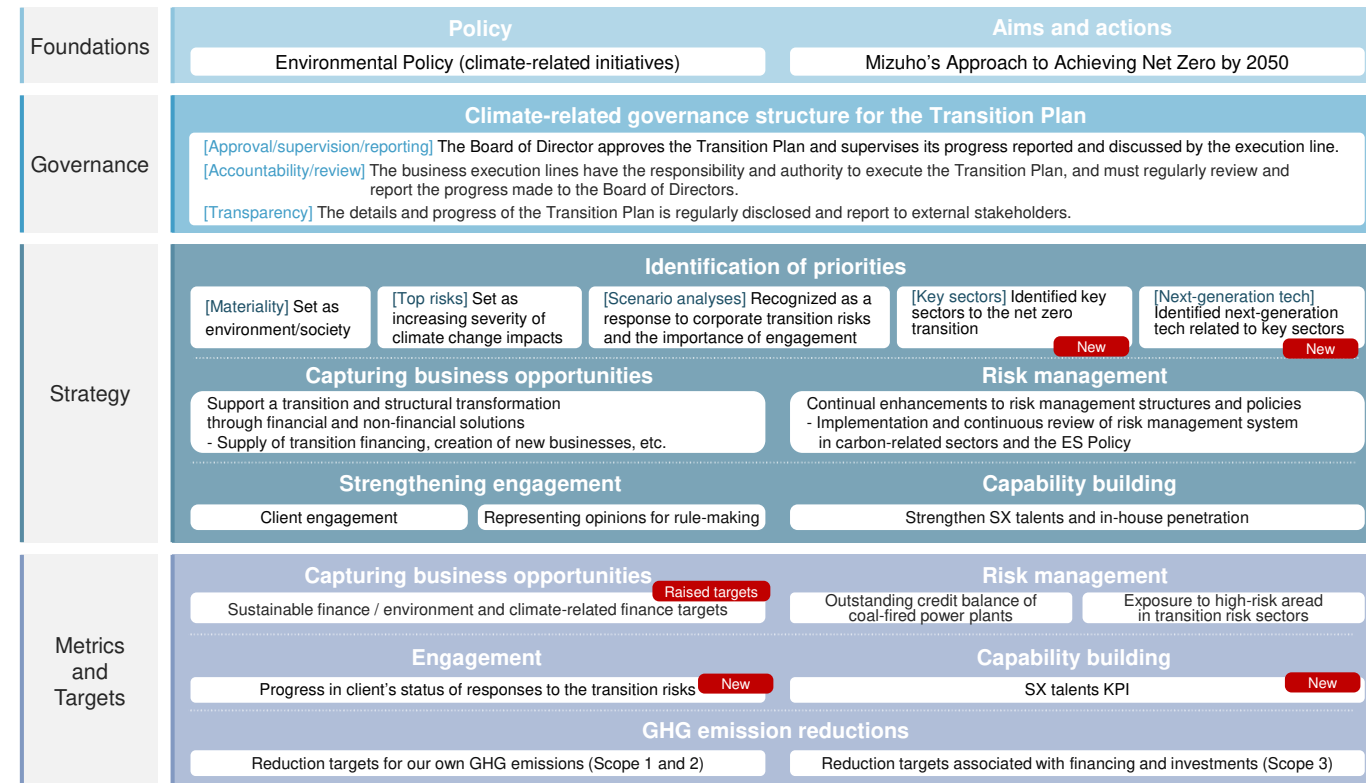 Foundations
Policy
Aims and actions
Environmental Policy (climate-related initiatives)
Mizuho's Approach to Achieving Net Zero by 2050
Governance
Climate-related governance structure for the Transition Plan
[Approval/supervision/reporting] The Board of Director approves the Transition Plan and supervises its progress reported and discussed by the execution line.
[Accountability/review] The business execution lines have the responsibility and authority to execute the Transition Plan, and must regularly review and
report the progress made to the Board of Directors.
[Transparency] The details and progress of the Transition Plan is regularly disclosed and report to external stakeholders.
Strategy
Identification of priorities
[Materiality] Set as
environment/society
[Top risks] Set as
increasing severity of
climate change impacts
[Scenario analyses] Recognized as a
response to corporate transition risks
and the importance of engagement
[Key sectors] Identified key
sectors to the net zero
transition
New
[Next-generation tech]
Identified next-generation
tech related to key sectors
New
Capturing business opportunities
Support a transition and structural transformation
through financial and non-financial solutions
- Supply of transition financing, creation of new businesses, etc.
Risk management
Continual enhancements to risk management structures and policies
- Implementation and continuous review of risk management system
in carbon-related sectors and the ES Policy
Strengthening engagement
Client engagement
Representing opinions for rule-making
Capability building
Strengthen SX talents and in-house penetration
Metrics
and
Targets
Capturing business opportunities
Raised targets
Sustainable finance / environment and climate-related finance targets
Risk management
Outstanding credit balance of
coal-fired power plants
Exposure to high-risk aread
in transition risk sectors
Engagement
Progress in client's status of responses to the transition risks
New
Capability building
SX talents KPI
New
GHG emission reductions
Reduction targets for our own GHG emissions (Scope 1 and 2)
Reduction targets associated with financing and investments (Scope 3)